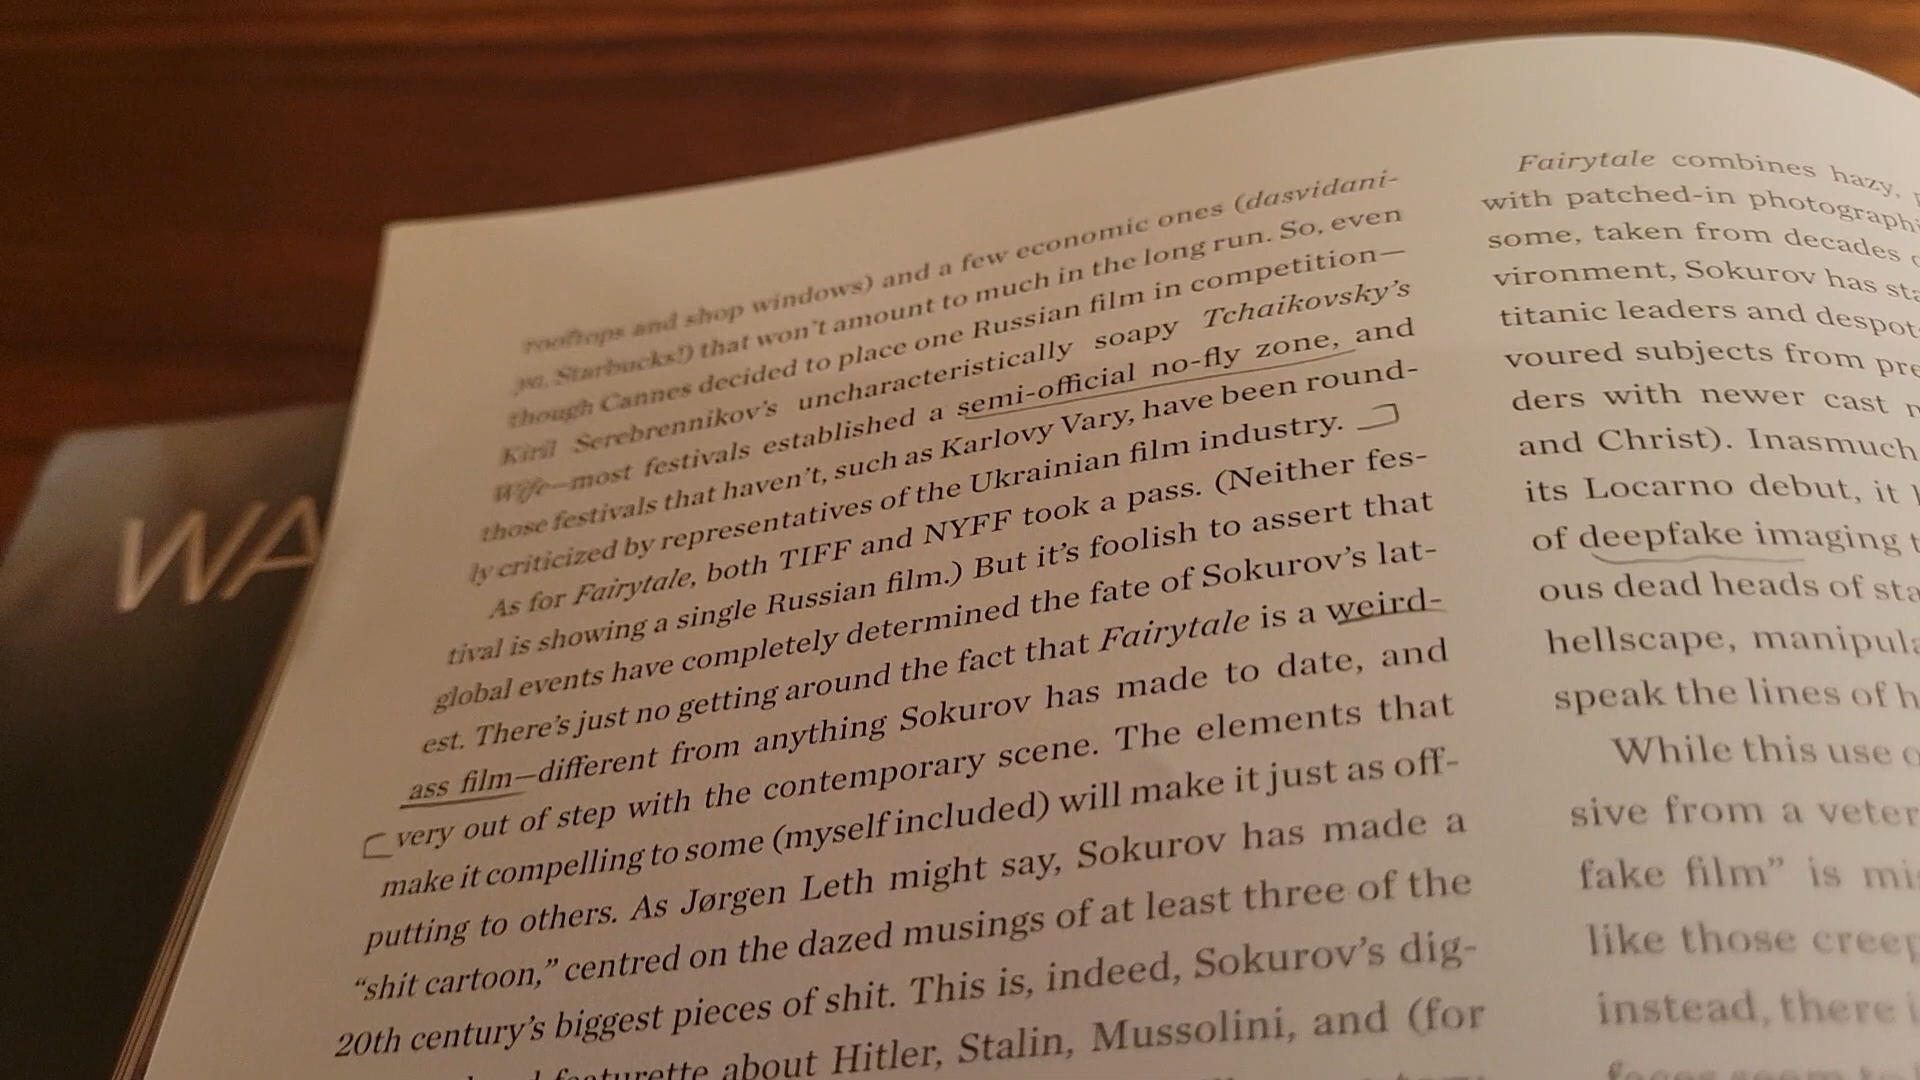 WA
rooftops and shop windows) and a few economic ones (dasvidani-
ya, Starbucks!) that won't amount to much in the long run. So, even
though Cannes decided to place one Russian film in competition—
Kiril Serebrennikov's uncharacteristically soapy Tchaikovsky's
Wife—most festivals established a semi-official no-fly zone, and
those festivals that haven't, such as Karlovy Vary, have been round-
ly criticized by representatives of the Ukrainian film industry.
As for Fairytale, both TIFF and NYFF took a pass. (Neither fes-
tival is showing a single Russian film.) But it's foolish to assert that
global events have completely determined the fate of Sokurov's lat-
est. There's just no getting around the fact that Fairytale is a weird-
ass film—different from anything Sokurov has made to date, and
very out of step with the contemporary scene. The elements that
make it compelling to some (myself included) will make it just as off-
putting to others. As Jørgen Leth might say, Sokurov has made a
“shit cartoon,” centred on the dazed musings of at least three of the
20th century's biggest pieces of shit. This is, indeed, Sokurov's dig-
featurette about Hitler, Stalin, Mussolini, and (for
Fairytale combines hazy,
with patched-in photographi
some, taken from decades
vironment, Sokurov has sta
titanic leaders and despot
voured subjects from pre
ders with newer cast
and Christ). Inasmuch
its Locarno debut, it
of deepfake imaging
ous dead heads of sta
hellscape, manipula
speak the lines of h
While this use
sive from a veter
fake film” is mi
like those creep
instead, there i